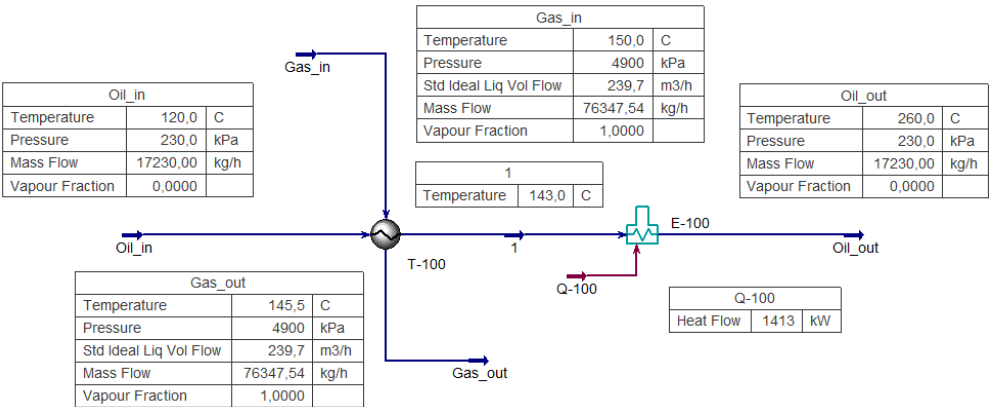 Gas_in
Temperature 150,0 C
Pressure 4900 kPa
Std Ideal Liq Vol Flow 239,7 m3/h
Mass Flow 76347,54 kg/h
Vapour Fraction 1,0000
Gas_in
Oil_in
Temperature 120,0 C
Pressure 230,0 kPa
Mass Flow 17230,00 kg/h
Vapour Fraction 0,0000
Oil_out
Temperature 260,0 C
Pressure 230,0 kPa
Mass Flow 17230,00 kg/h
Vapour Fraction 0,0000
1
Temperature 143,0 C
Oil_in
T-100
1
E-100
Oil_out
Q-100
Gas_out
Temperature 145,5 C
Pressure 4900 kPa
Std Ideal Liq Vol Flow 239,7 m3/h
Mass Flow 76347,54 kg/h
Vapour Fraction 1,0000
Q-100
Heat Flow 1413 kW
Gas_out